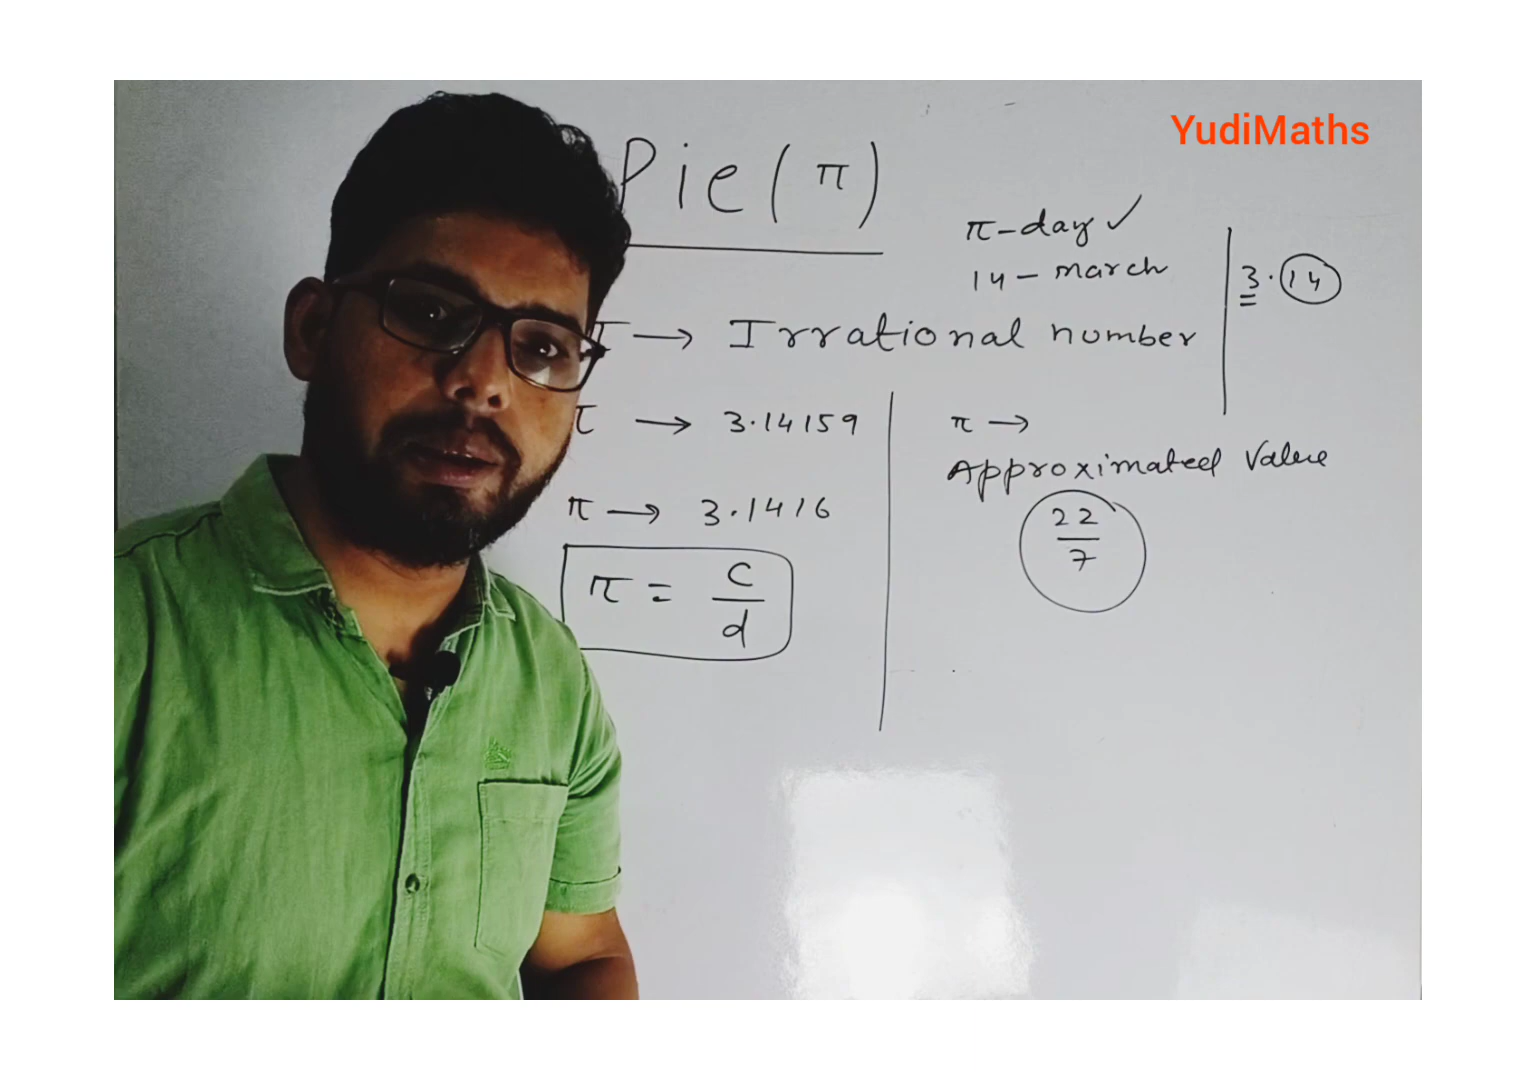 YudiMaths
Pie (π)
π-day ✓
14 - march
3.14
π → Irrational number
π → 3.14159
π → 3.1416
π = c/d
π →
Approximated Value
22/7